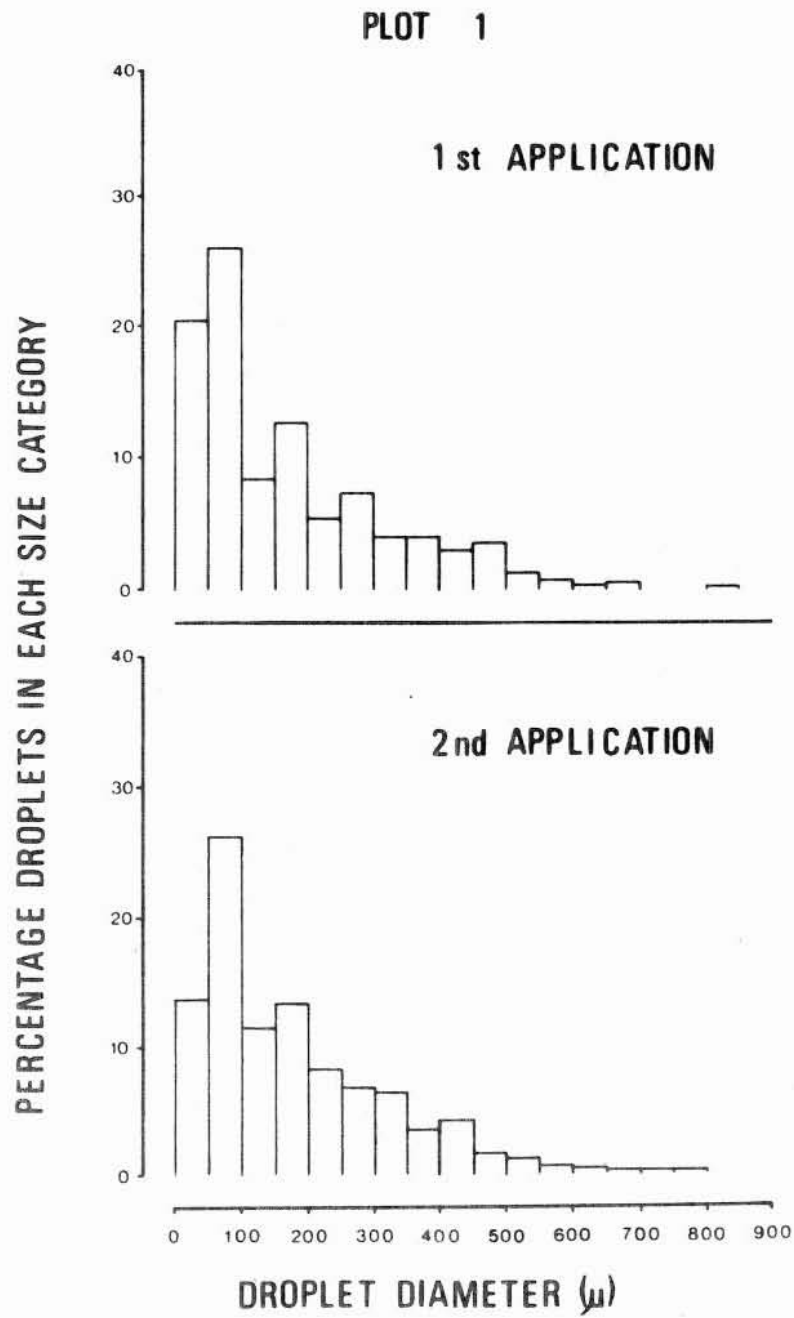 PLOT 1
40
1st APPLICATION
30
20
10
0
40
2nd APPLICATION
30
20
10
0
0 100 200 300 400 500 600 700 800 900
DROPLET DIAMETER (µ)
PERCENTAGE DROPLETS IN EACH SIZE CATEGORY